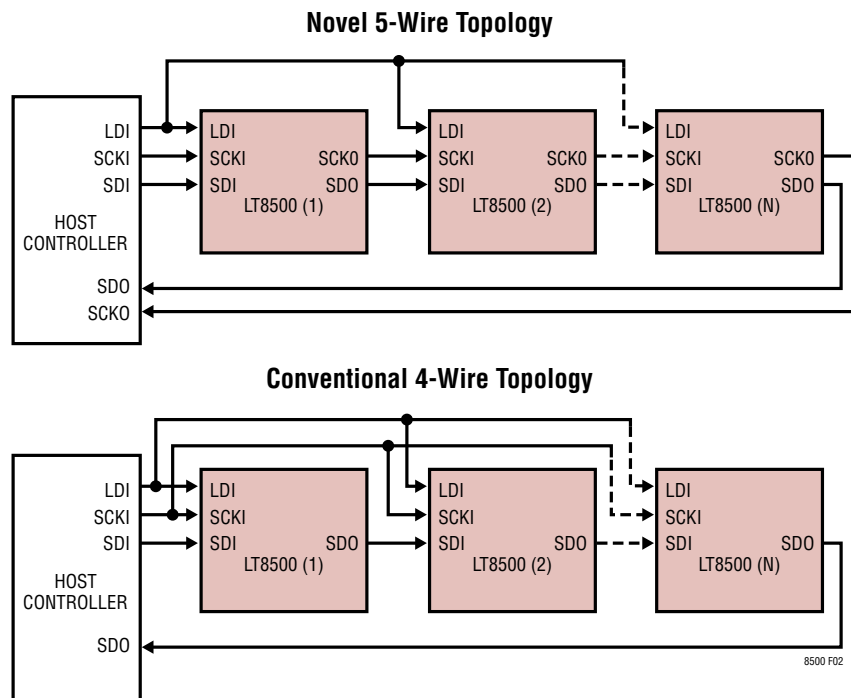 Novel 5-Wire Topology
LDI
SCKI
SDI
HOST
CONTROLLER
SDO
SCKO
LDI
SCKI
SDI
SCK0
SDO
LT8500 (1)
LDI
SCKI
SDI
SCK0
SDO
LT8500 (2)
LDI
SCKI
SDI
SCK0
SDO
LT8500 (N)
Conventional 4-Wire Topology
LDI
SCKI
SDI
HOST
CONTROLLER
SDO
LDI
SCKI
SDI
SDO
LT8500 (1)
LDI
SCKI
SDI
SDO
LT8500 (2)
LDI
SCKI
SDI
SDO
LT8500 (N)
8500 F02